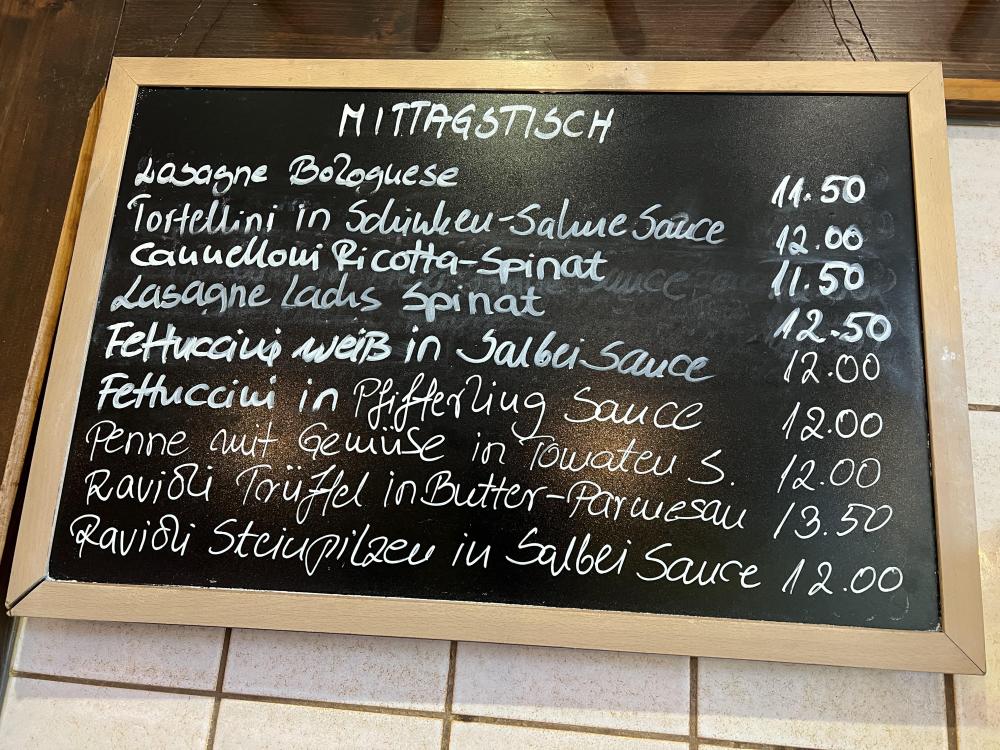 MITTAGSTISCH
Lasagne Bolognese 11.50
Tortellini in Schinken-Sahne Sauce 12.00
Cannelloni Ricotta-Spinat 11.50
Lasagne Lachs Spinat 12.50
Fettuccini weiß in Salbei Sauce 12.00
Fettuccini in Pfifferling Sauce 12.00
Penne mit Gemüse in Tomaten S. 12.00
Ravioli Trüffel in Butter-Parmesan 13.50
Ravioli Steinpilzen in Salbei Sauce 12.00